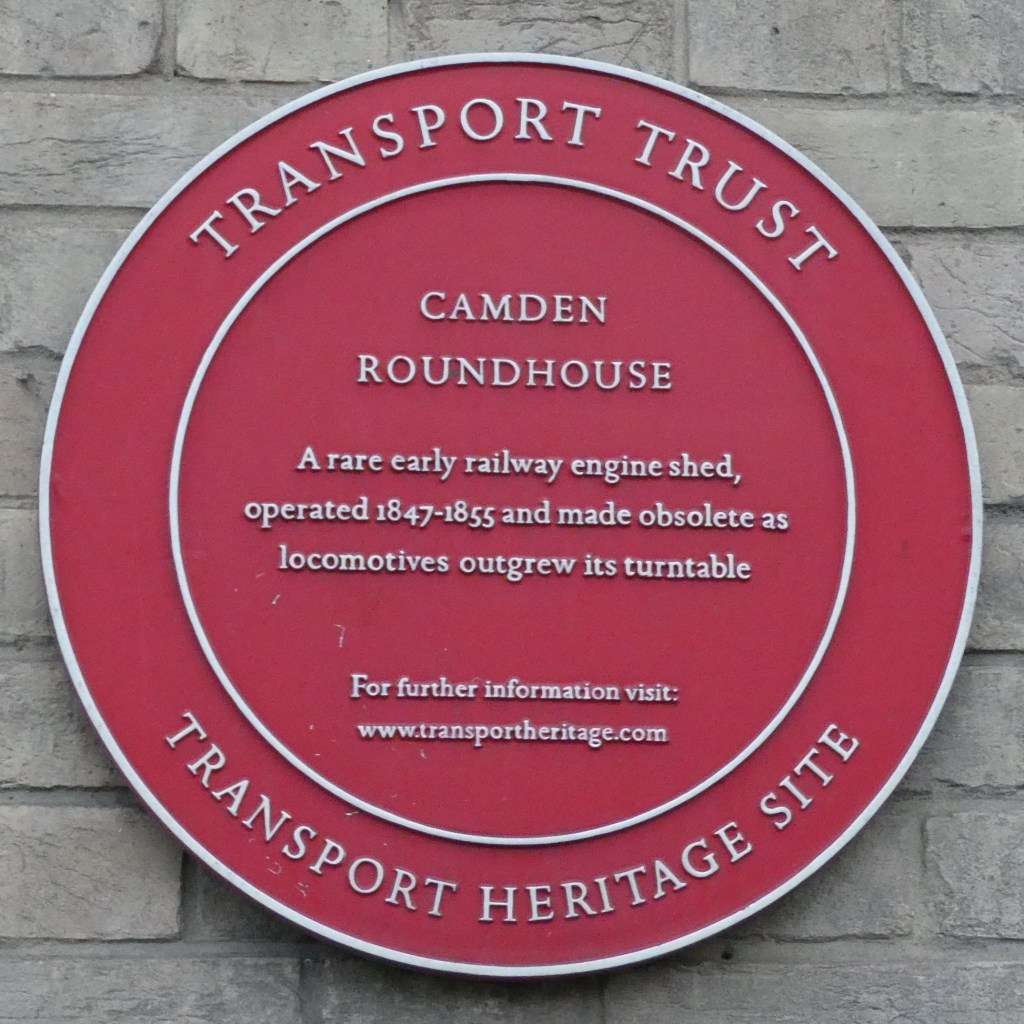 TRANSPORT TRUST
CAMDEN
ROUNDHOUSE
A rare early railway engine shed,
operated 1847-1855 and made obsolete as
locomotives outgrew its turntable
For further information visit:
www.transportheritage.com
TRANSPORT HERITAGE SITE